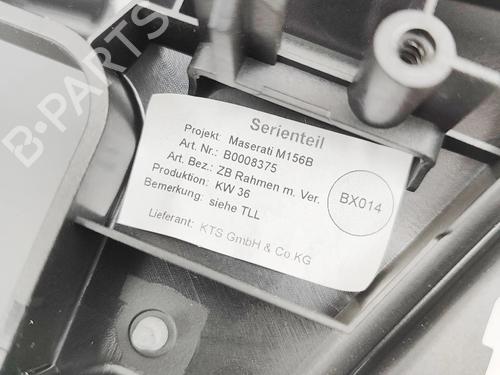 B-PARTS
Serienteil
Projekt: Maserati M156B
Art. Nr.: B0008375
Art. Bez.: ZB Rahmen m. Ver.
Produktion: KW 36
Bemerkung: siehe TLL
Lieferant: KTS GmbH & Co.KG
BX014